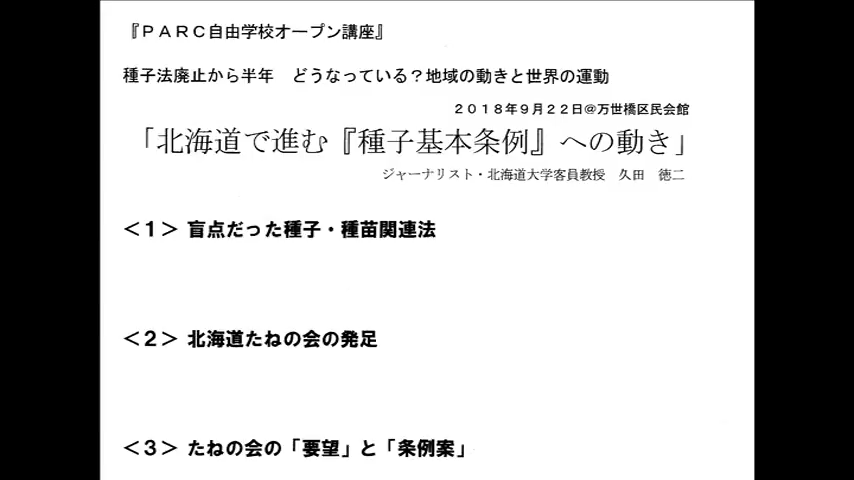 『ＰＡＲＣ自由学校オープン講座』
種子法廃止から半年　どうなっている？地域の動きと世界の運動
２０１８年９月２２日＠万世橋区民会館
「北海道で進む『種子基本条例』への動き」
ジャーナリスト・北海道大学客員教授　久田　徳二
＜１＞ 盲点だった種子・種苗関連法
＜２＞ 北海道たねの会の発足
＜３＞ たねの会の「要望」と「条例案」